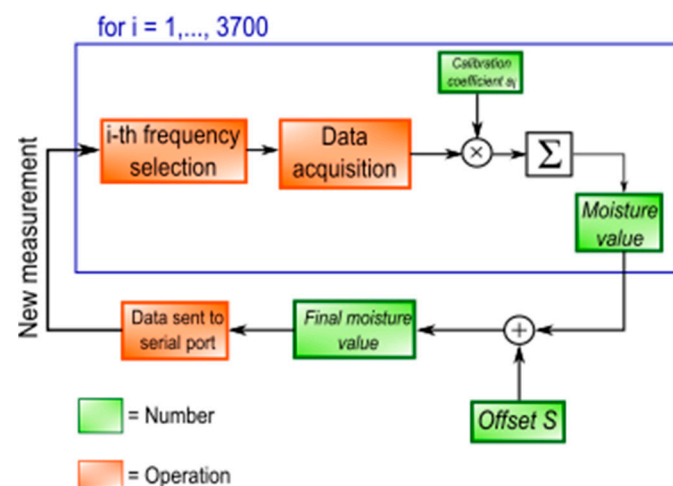 for i = 1,..., 3700
Calibration
coefficient aᵢ
i-th frequency
selection
Data
acquisition
×
Σ
Moisture
value
New measurement
Data sent to
serial port
Final moisture
value
+
Offset S
= Number
= Operation